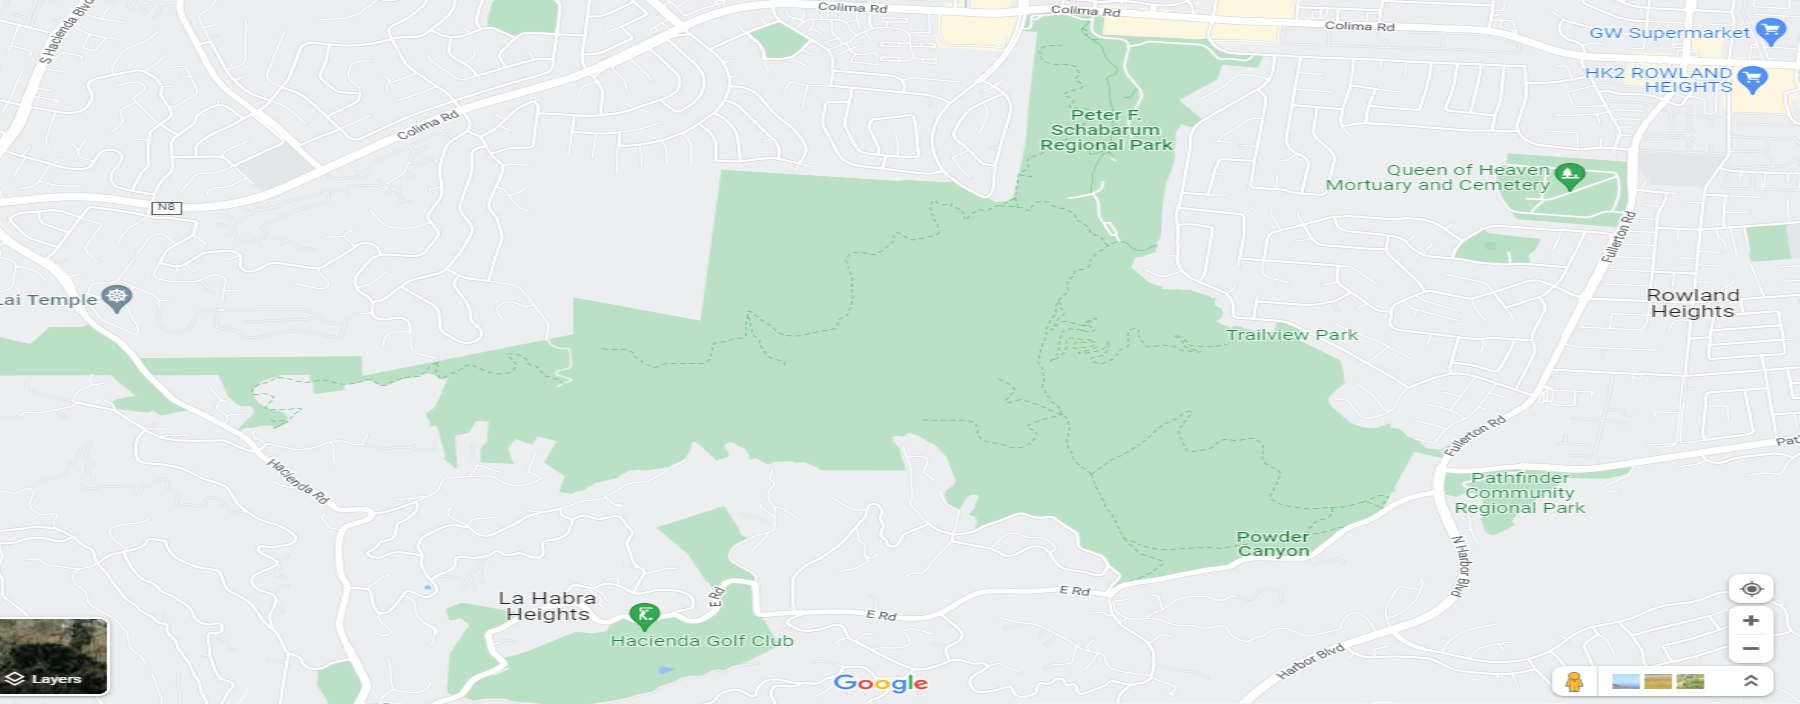 Colima Rd
Colima Rd
Colima Rd
S Hacienda Blvd
GW Supermarket
HK2 ROWLAND
HEIGHTS
Colima Rd
Peter F.
Schabarum
Regional Park
Queen of Heaven
Mortuary and Cemetery
N8
Fullerton Rd
Lai Temple
Rowland
Heights
Trailview Park
Fullerton Rd
Hacienda Rd
Pathfinder
Community
Regional Park
Powder
Canyon
N Harbor Blvd
La Habra
Heights
E Rd
E Rd
E Rd
Hacienda Golf Club
Harbor Blvd
Layers
Google